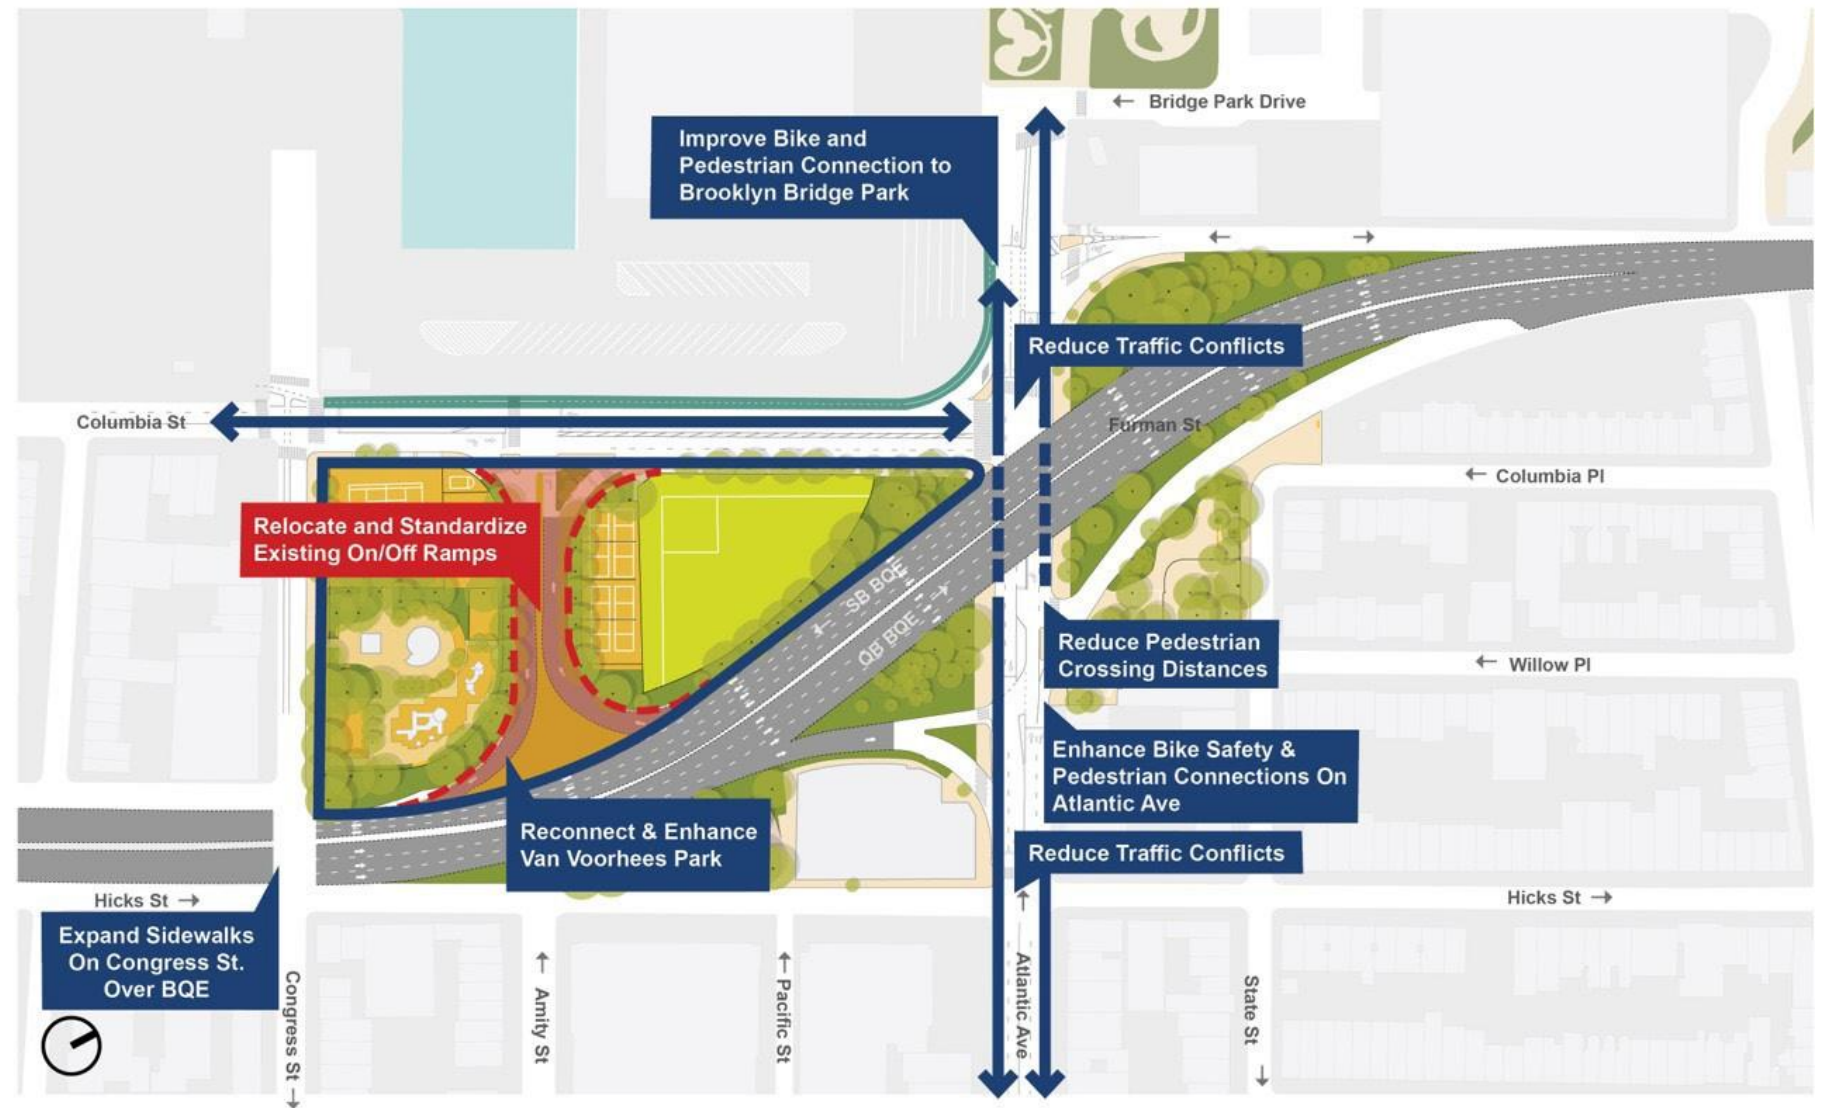 ← Bridge Park Drive
Improve Bike and
Pedestrian Connection to
Brooklyn Bridge Park
← →
Reduce Traffic Conflicts
Columbia St
Furman St
← Columbia Pl
Relocate and Standardize
Existing On/Off Ramps
← SB BQE
QB BQE →
Reduce Pedestrian
Crossing Distances
← Willow Pl
Enhance Bike Safety &
Pedestrian Connections On
Atlantic Ave
Reconnect & Enhance
Van Voorhees Park
Reduce Traffic Conflicts
Hicks St →
Hicks St →
Expand Sidewalks
On Congress St.
Over BQE
Congress St →
← Amity St
← Pacific St
← Atlantic Ave
State St →